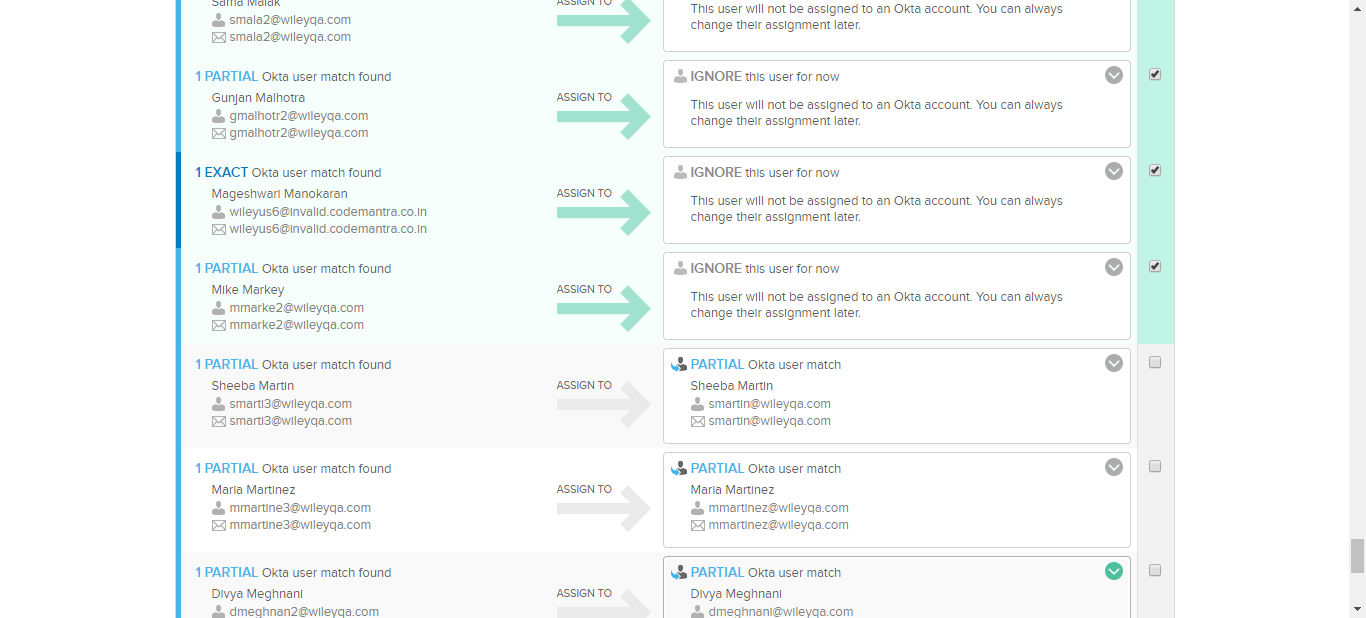 Sama Malak
smala2@wileyqa.com
smala2@wileyqa.com
ASSIGN TO
This user will not be assigned to an Okta account. You can always
change their assignment later.
1 PARTIAL Okta user match found
Gunjan Malhotra
gmalhotr2@wileyqa.com
gmalhotr2@wileyqa.com
ASSIGN TO
IGNORE this user for now
This user will not be assigned to an Okta account. You can always
change their assignment later.
1 EXACT Okta user match found
Mageshwari Manokaran
wileyus6@invalid.codemantra.co.in
wileyus6@invalid.codemantra.co.in
ASSIGN TO
IGNORE this user for now
This user will not be assigned to an Okta account. You can always
change their assignment later.
1 PARTIAL Okta user match found
Mike Markey
mmarke2@wileyqa.com
mmarke2@wileyqa.com
ASSIGN TO
IGNORE this user for now
This user will not be assigned to an Okta account. You can always
change their assignment later.
1 PARTIAL Okta user match found
Sheeba Martin
smarti3@wileyqa.com
smarti3@wileyqa.com
ASSIGN TO
PARTIAL Okta user match
Sheeba Martin
smartin@wileyqa.com
smartin@wileyqa.com
1 PARTIAL Okta user match found
Maria Martinez
mmartine3@wileyqa.com
mmartine3@wileyqa.com
ASSIGN TO
PARTIAL Okta user match
Maria Martinez
mmartinez@wileyqa.com
mmartinez@wileyqa.com
1 PARTIAL Okta user match found
Divya Meghnani
dmeghnan2@wileyqa.com
ASSIGN TO
PARTIAL Okta user match
Divya Meghnani
dmeghnani@wileyqa.com